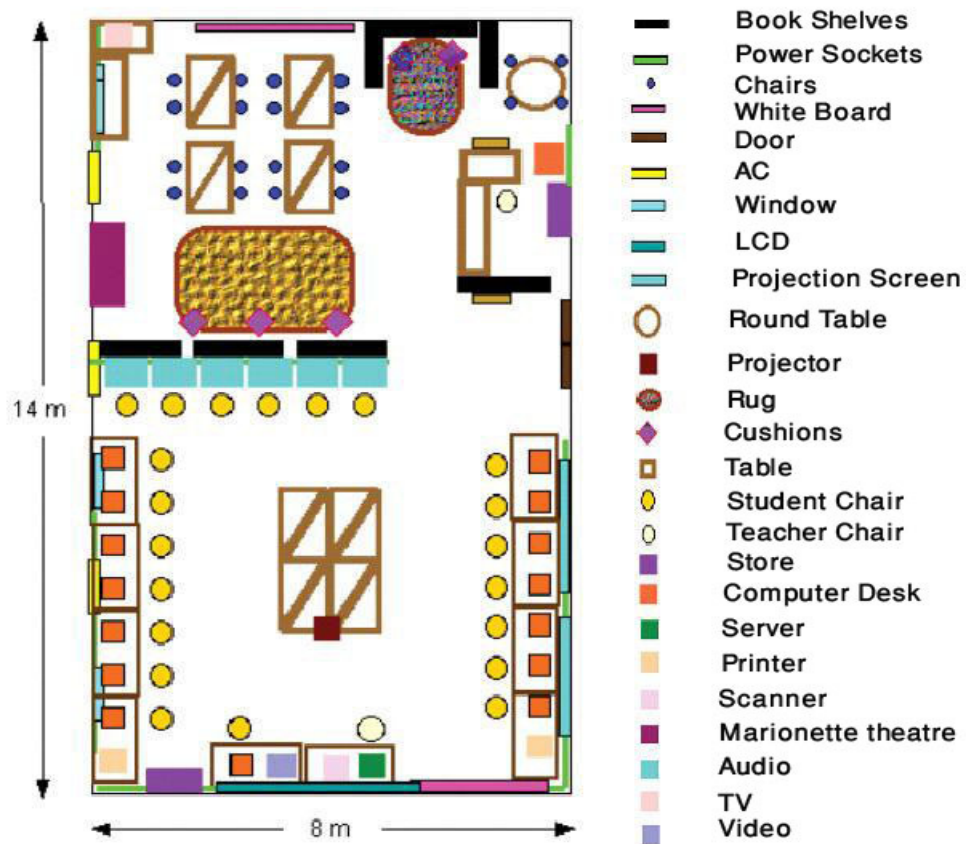 Book Shelves
Power Sockets
Chairs
White Board
Door
AC
Window
LCD
Projection Screen
Round Table
Projector
Rug
Cushions
Table
Student Chair
Teacher Chair
Store
Computer Desk
Server
Printer
Scanner
Marionette theatre
Audio
TV
Video
14 m
8 m